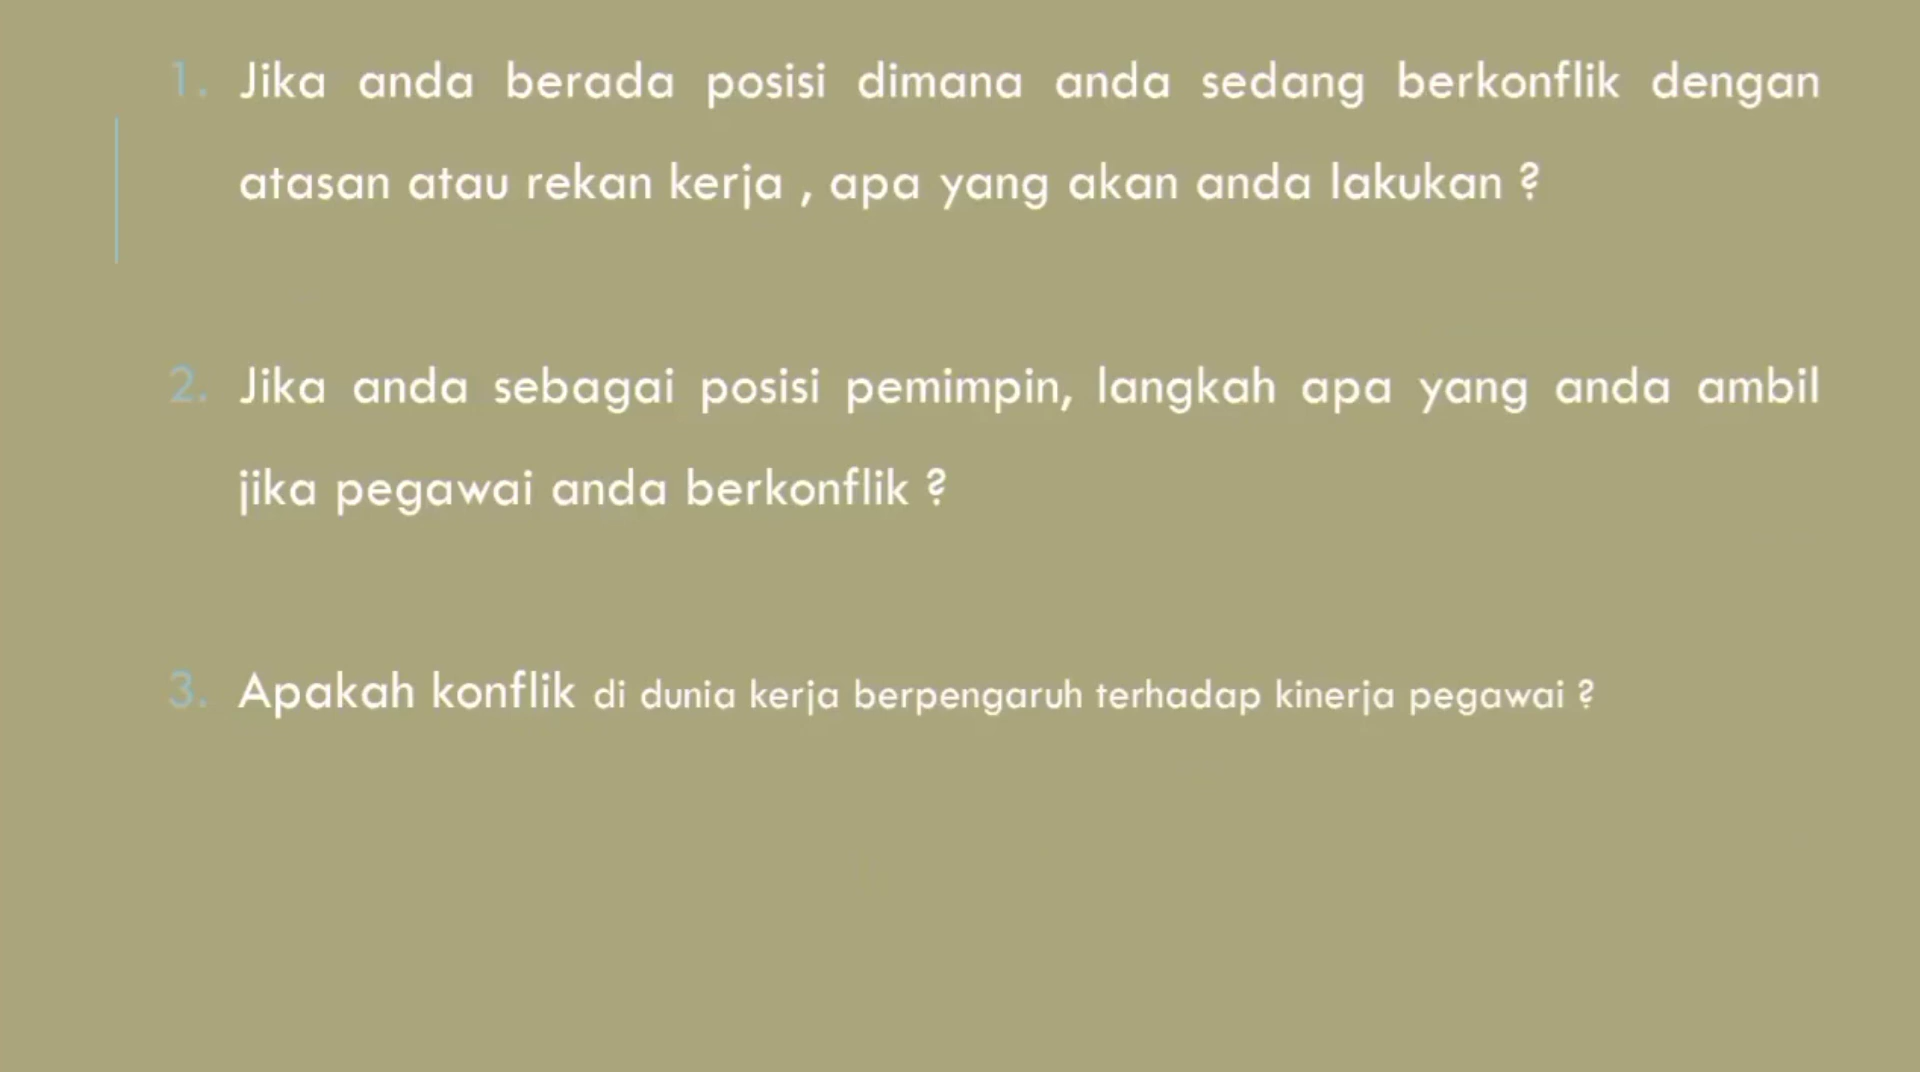 1. Jika anda berada posisi dimana anda sedang berkonflik dengan
atasan atau rekan kerja , apa yang akan anda lakukan ?
2. Jika anda sebagai posisi pemimpin, langkah apa yang anda ambil
jika pegawai anda berkonflik ?
3. Apakah konflik di dunia kerja berpengaruh terhadap kinerja pegawai ?